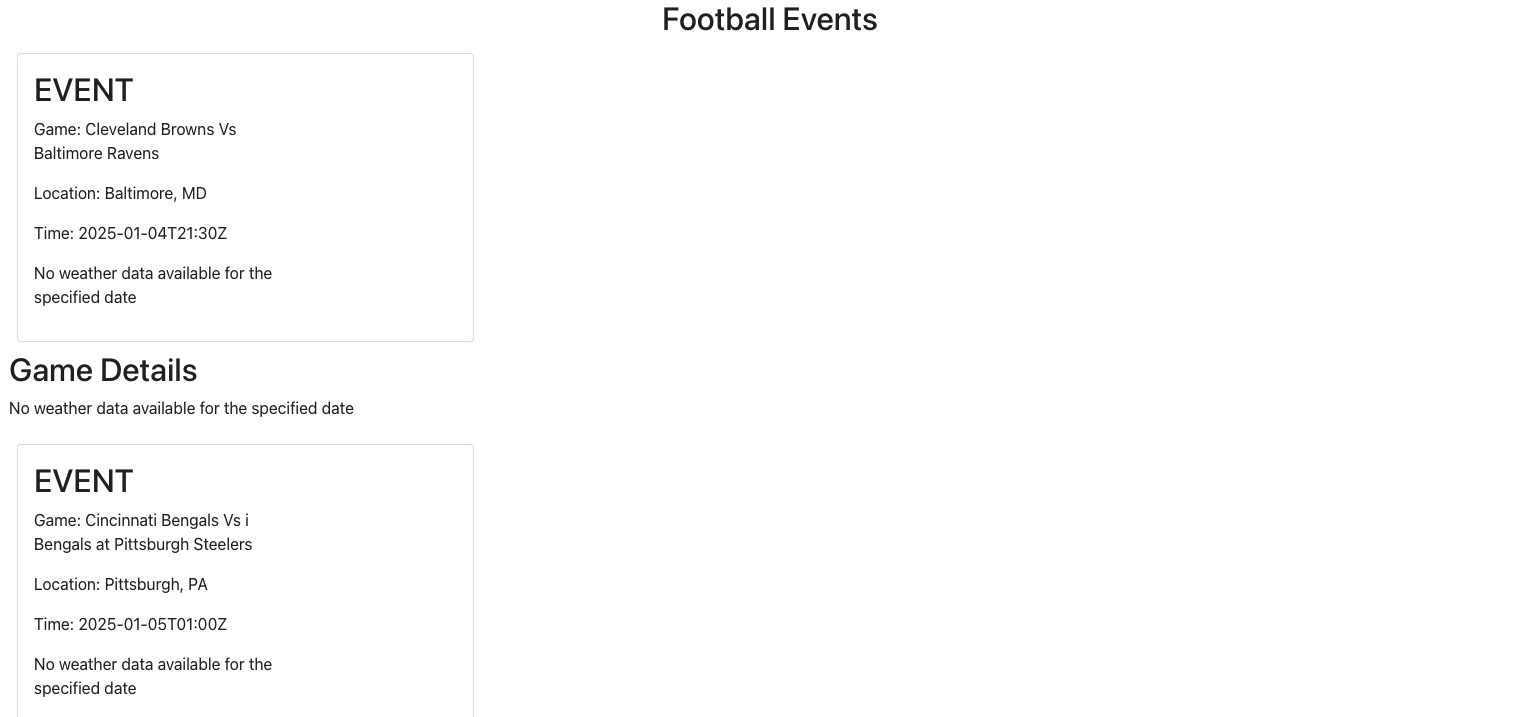 Football Events
EVENT
Game: Cleveland Browns Vs
Baltimore Ravens
Location: Baltimore, MD
Time: 2025-01-04T21:30Z
No weather data available for the
specified date
Game Details
No weather data available for the specified date
EVENT
Game: Cincinnati Bengals Vs i
Bengals at Pittsburgh Steelers
Location: Pittsburgh, PA
Time: 2025-01-05T01:00Z
No weather data available for the
specified date